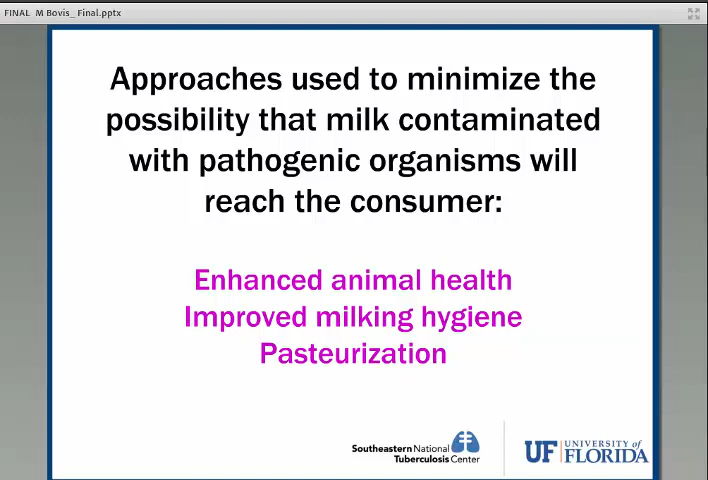 FINAL M Bovis_ Final.pptx
Approaches used to minimize the
possibility that milk contaminated
with pathogenic organisms will
reach the consumer:
Enhanced animal health
Improved milking hygiene
Pasteurization
Southeastern National
Tuberculosis Center
UF UNIVERSITY of
FLORIDA